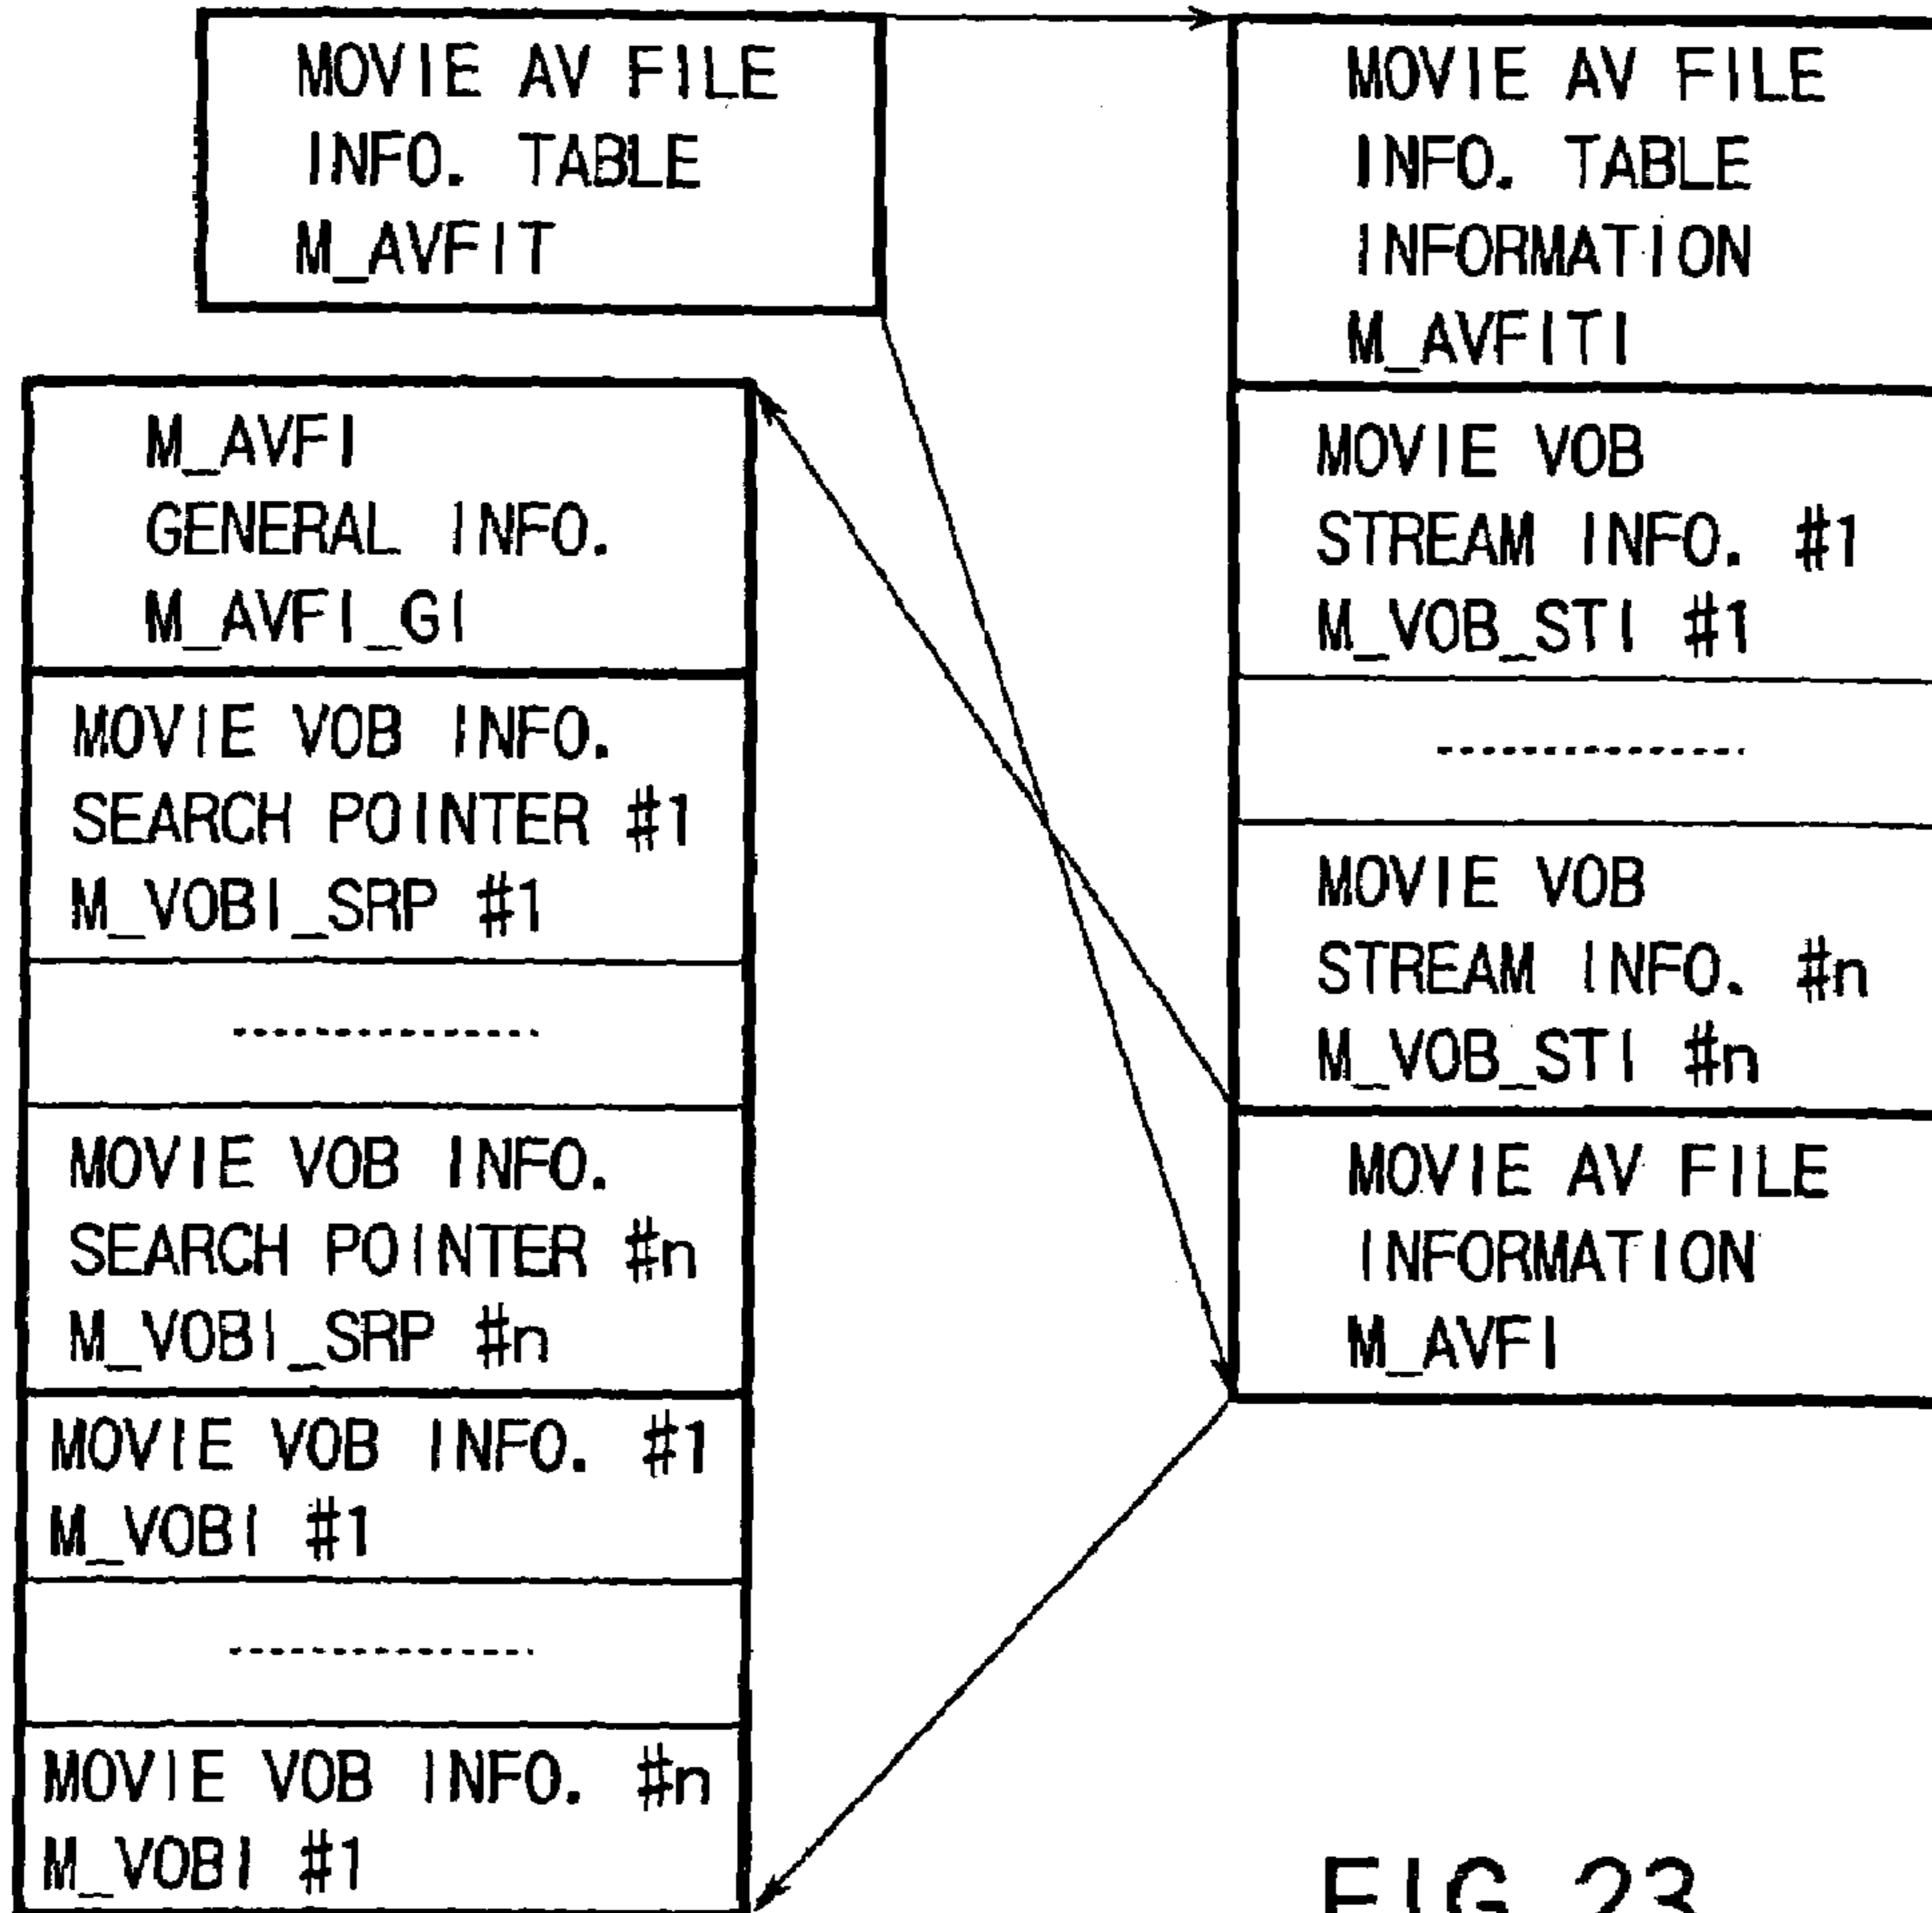 MOVIE AV FILE
INFO. TABLE
M_AVFIT
MOVIE AV FILE
INFO. TABLE
INFORMATION
M_AVFITI
MOVIE VOB
STREAM INFO. #1
M_VOB_STI #1
MOVIE VOB
STREAM INFO. #n
M_VOB_STI #n
MOVIE AV FILE
INFORMATION
M_AVFI
M_AVFI
GENERAL INFO.
M_AVFI_GI
MOVIE VOB INFO.
SEARCH POINTER #1
M_VOBI_SRP #1
MOVIE VOB INFO.
SEARCH POINTER #n
M_VOBI_SRP #n
MOVIE VOB INFO. #1
M_VOBI #1
MOVIE VOB INFO. #n
M_VOBI #1
FIG. 23